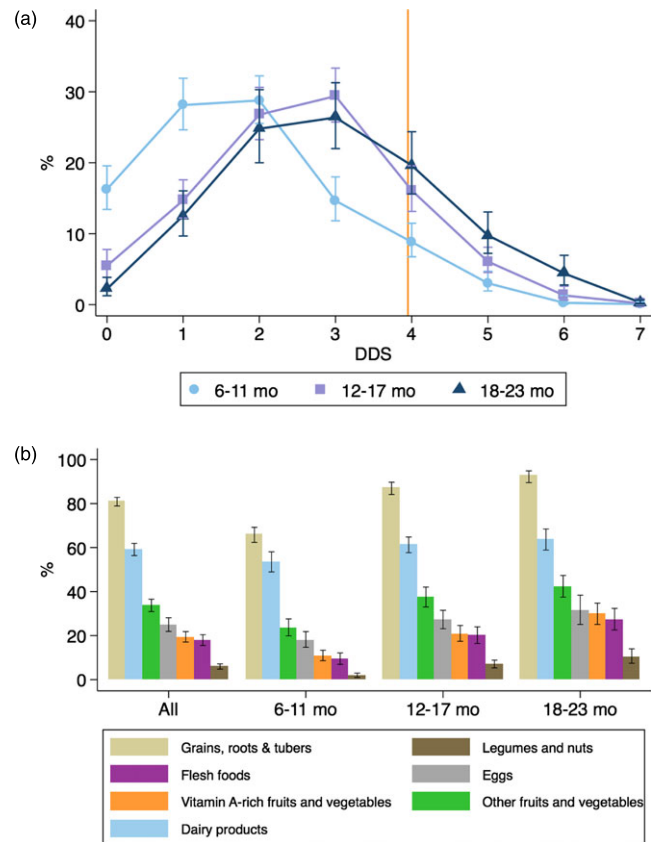 (a)
40
30
20
10
0
%
0 1 2 3 4 5 6 7
DDS
6-11 mo 12-17 mo 18-23 mo
(b)
100
80
60
40
20
0
%
All 6-11 mo 12-17 mo 18-23 mo
Grains, roots & tubers Legumes and nuts
Flesh foods Eggs
Vitamin A-rich fruits and vegetables Other fruits and vegetables
Dairy products